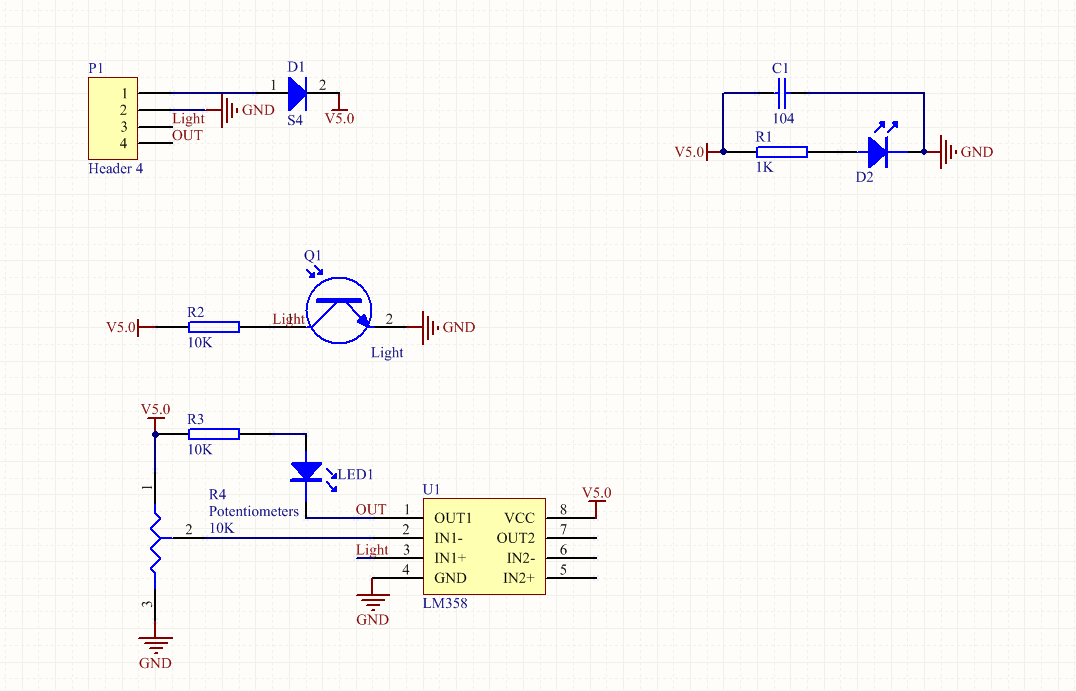 P1
1
2
3
4
Light
OUT
Header 4
GND
D1
1
2
S4
V5.0
C1
104
V5.0
R1
1K
D2
GND
Q1
V5.0
R2
10K
Light
1
2
Light
GND
V5.0
R3
10K
LED1
1
R4
Potentiometers
10K
2
3
GND
U1
OUT 1 OUT1 VCC 8 V5.0
2 IN1- OUT2 7
Light 3 IN1+ IN2- 6
4 GND IN2+ 5
LM358
GND